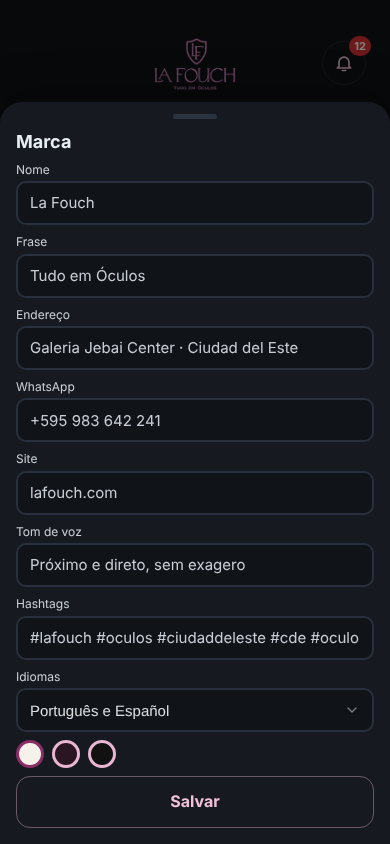 LA FOUCH
TUDO EM ÓCULOS
12
Marca
Nome
La Fouch
Frase
Tudo em Óculos
Endereço
Galeria Jebai Center · Ciudad del Este
WhatsApp
+595 983 642 241
Site
lafouch.com
Tom de voz
Próximo e direto, sem exagero
Hashtags
#lafouch #oculos #ciudaddeleste #cde #oculo
Idiomas
Português e Español
Salvar